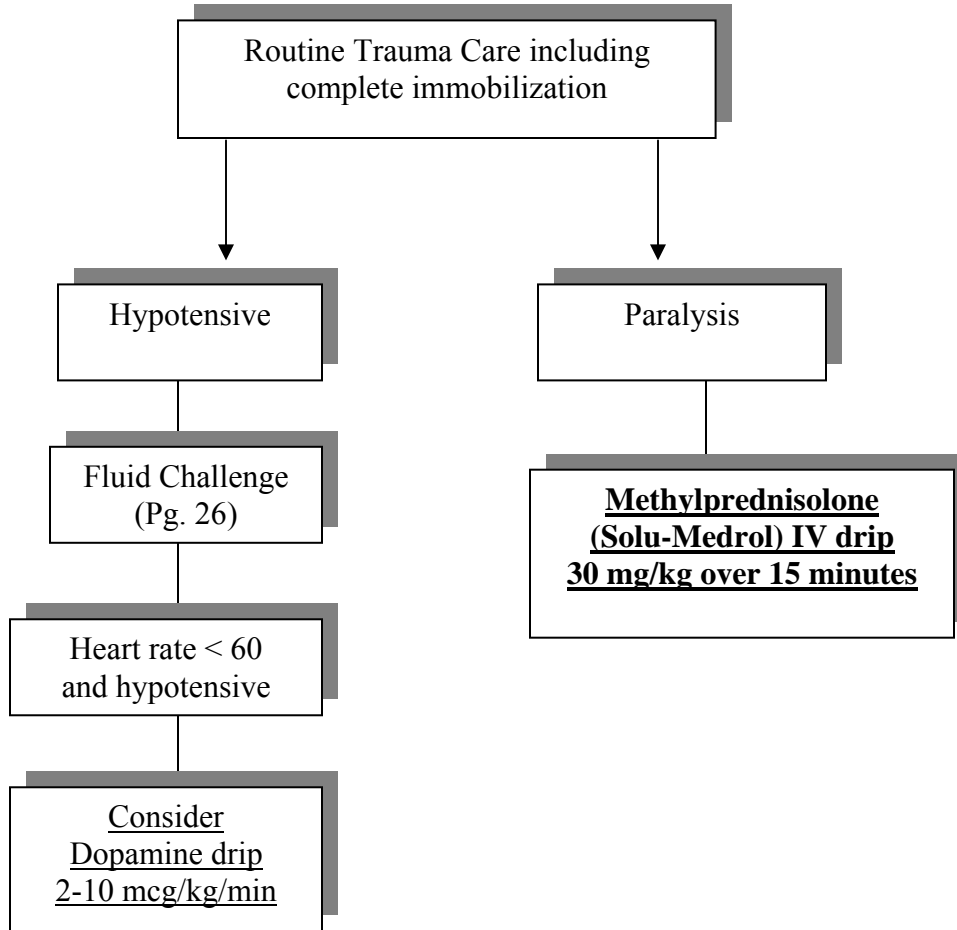 Routine Trauma Care including
complete immobilization
Hypotensive
Paralysis
Fluid Challenge
(Pg. 26)
Methylprednisolone
(Solu-Medrol) IV drip
30 mg/kg over 15 minutes
Heart rate < 60
and hypotensive
Consider
Dopamine drip
2-10 mcg/kg/min